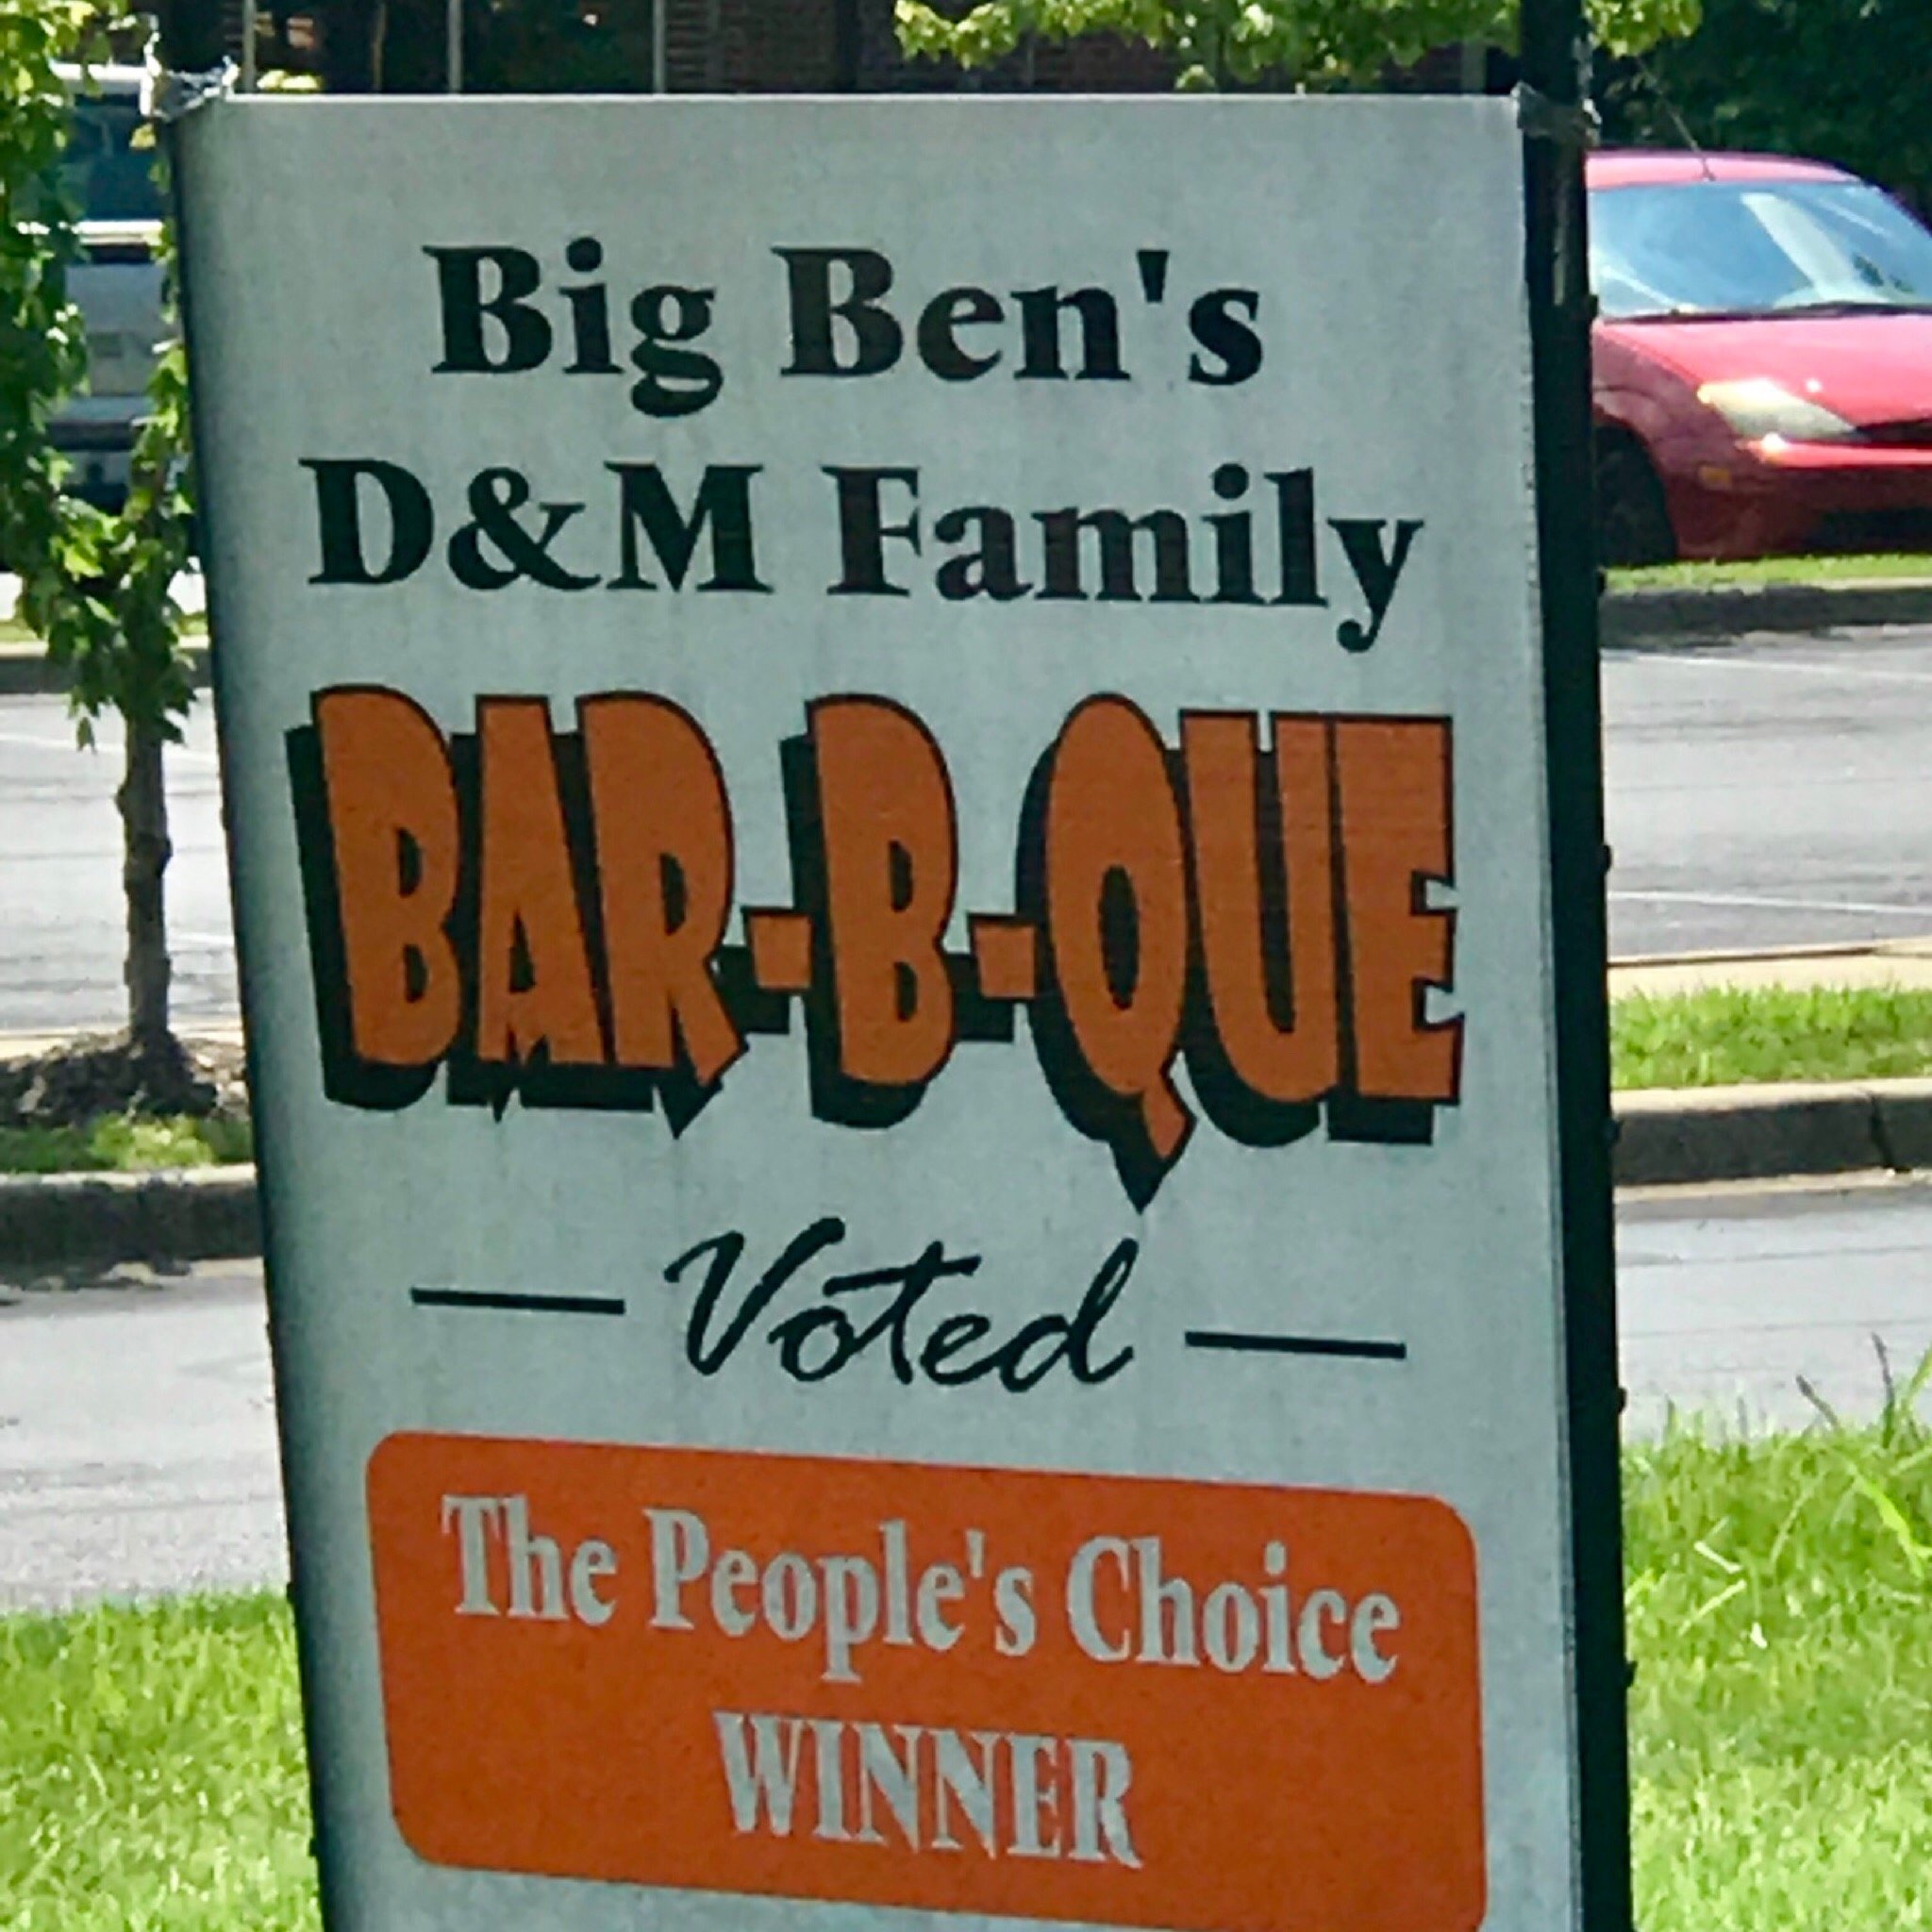 Big Ben's
D&M Family
BAR-B-QUE
— Voted —
The People's Choice
WINNER